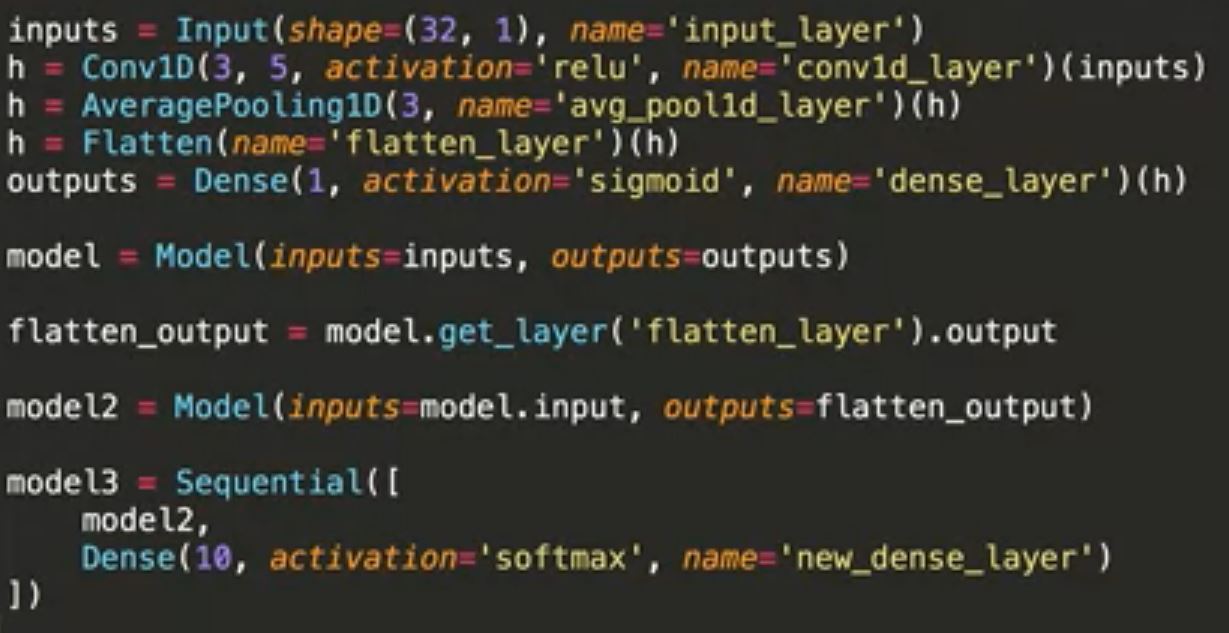 inputs = Input(shape=(32, 1), name='input_layer')
h = Conv1D(3, 5, activation='relu', name='conv1d_layer')(inputs)
h = AveragePooling1D(3, name='avg_pool1d_layer')(h)
h = Flatten(name='flatten_layer')(h)
outputs = Dense(1, activation='sigmoid', name='dense_layer')(h)
model = Model(inputs=inputs, outputs=outputs)
flatten_output = model.get_layer('flatten_layer').output
model2 = Model(inputs=model.input, outputs=flatten_output)
model3 = Sequential([
    model2,
    Dense(10, activation='softmax', name='new_dense_layer')
])